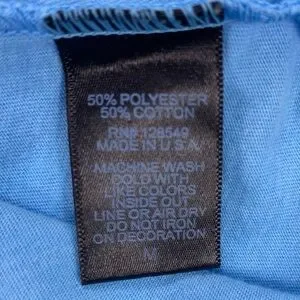 50% POLYESTER
50% COTTON
RN# 128549
MADE IN U.S.A
MACHINE WASH
COLD WITH
LIKE COLORS
INSIDE OUT
LINE OR AIR DRY
DO NOT IRON
ON DECORATION
M